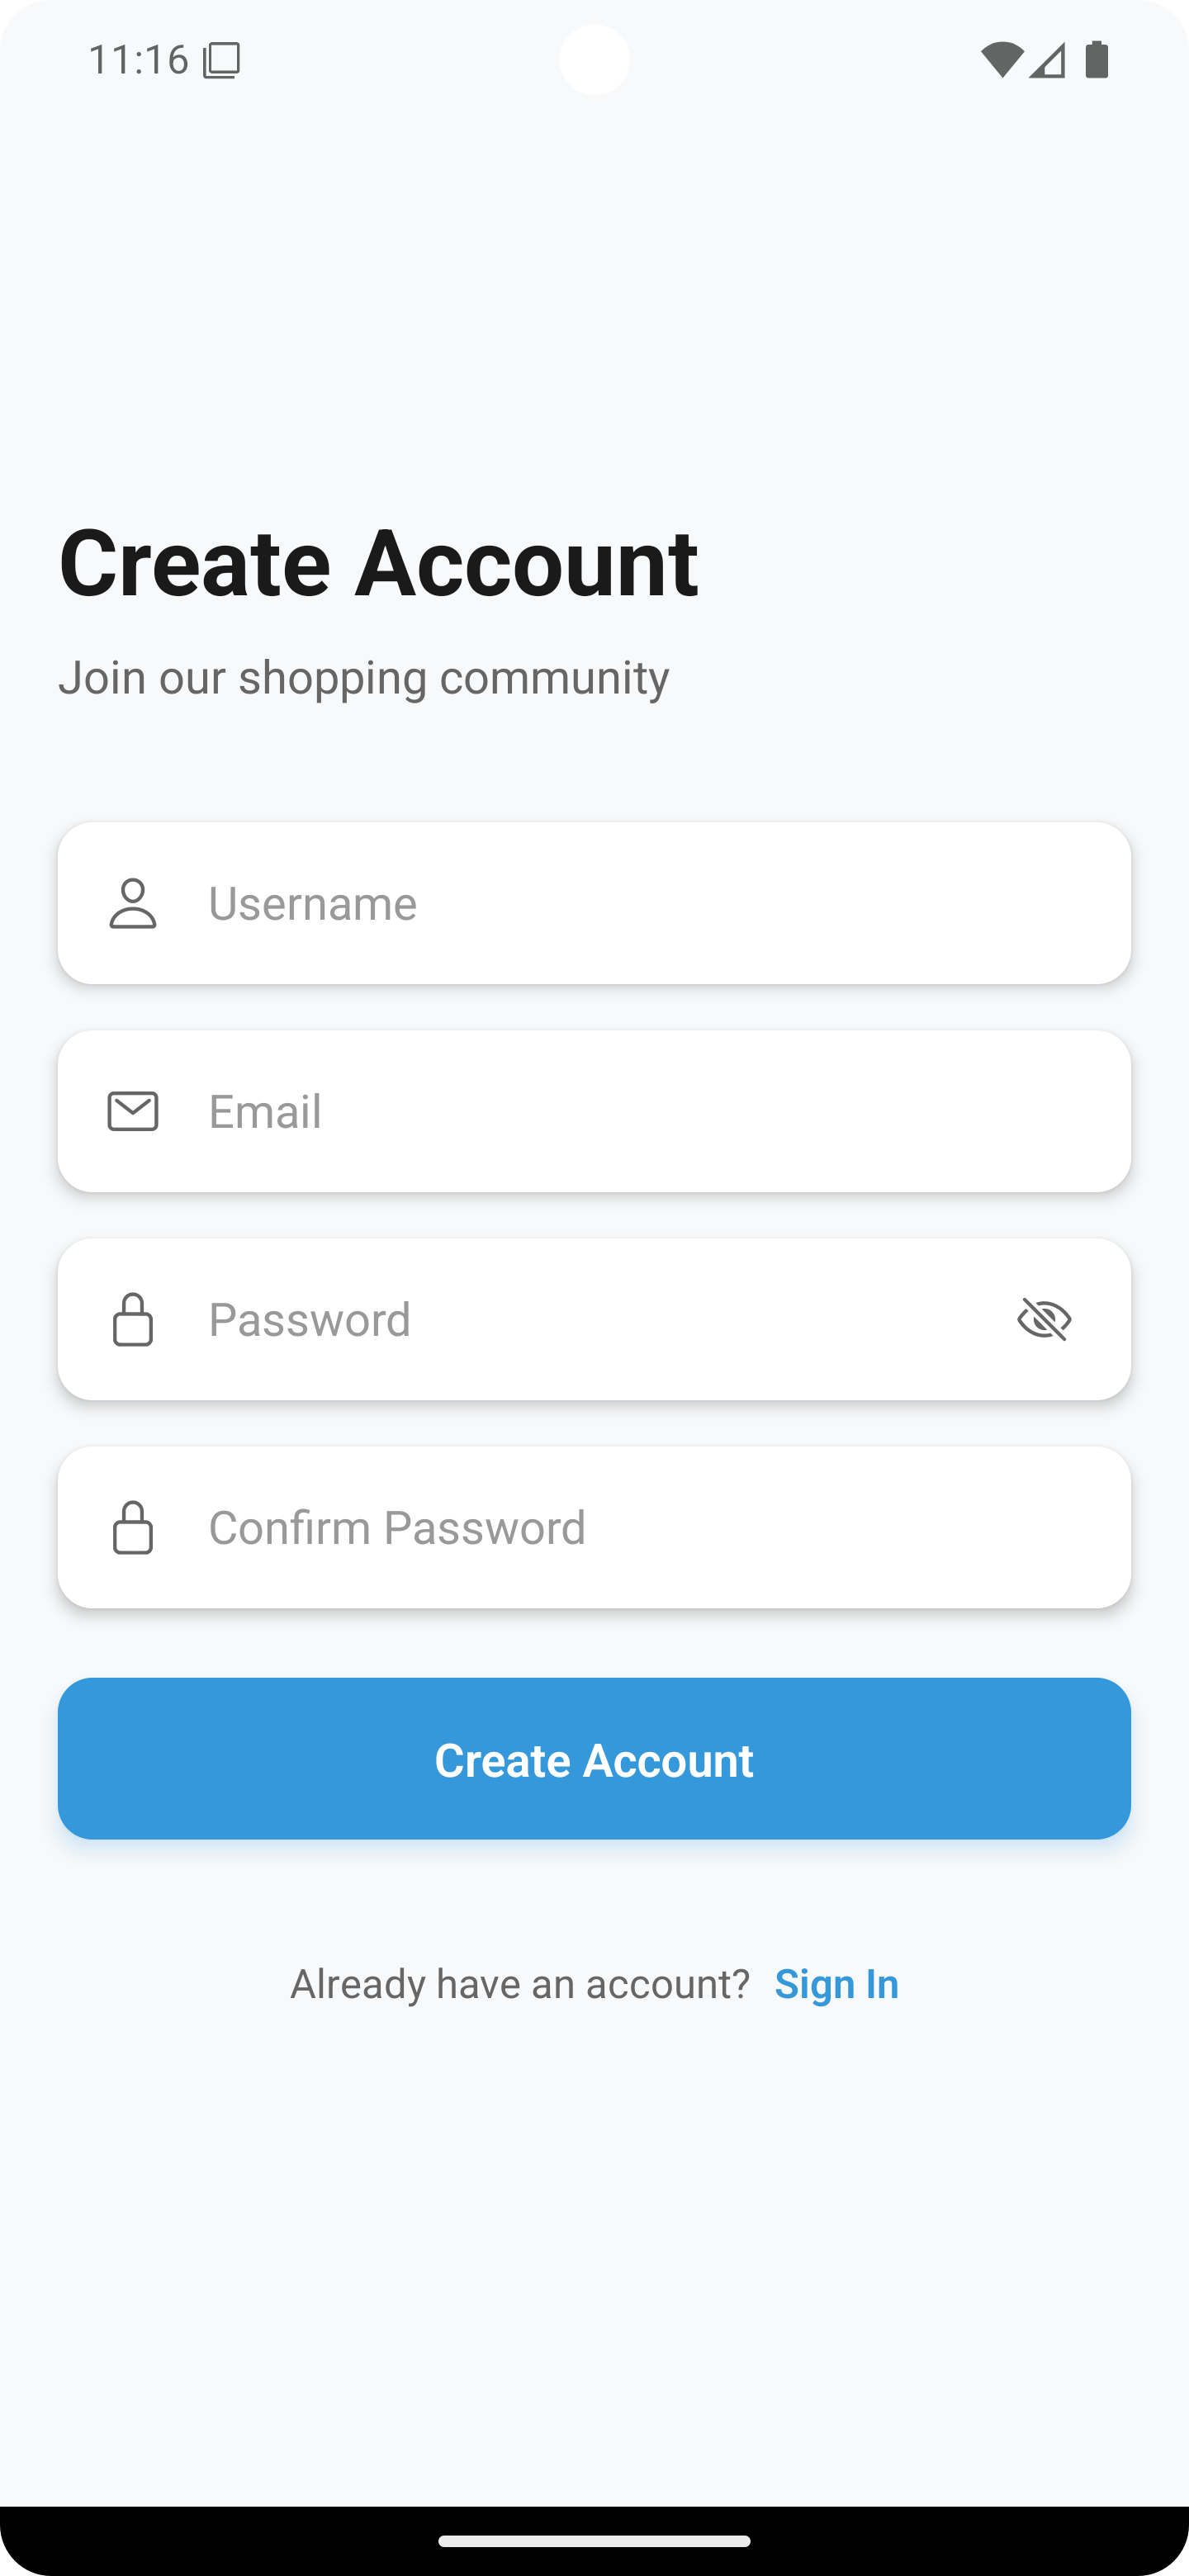 11:16
Create Account
Join our shopping community
Username
Email
Password
Confirm Password
Create Account
Already have an account? Sign In